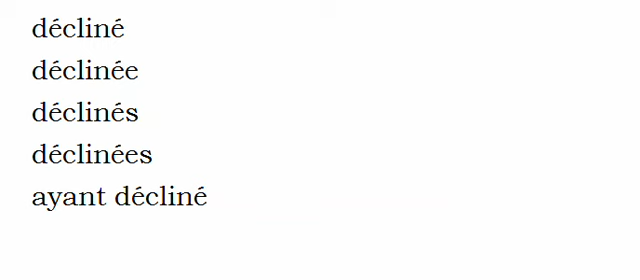 décliné
déclinée
déclinés
déclinées
ayant décliné